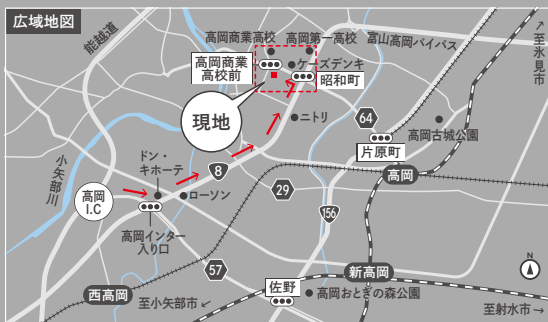 広域地図
能越道
高岡商業高校
高岡第一高校
富山高岡バイパス
至氷見市
高岡商業
高校前
ケーズデンキ
昭和町
現地
ニトリ
64
高岡古城公園
片原町
小矢部川
ドン・
キホーテ
8
高岡
高岡
I.C
ローソン
29
156
高岡インター
入り口
57
佐野
新高岡
N
西高岡
至小矢部市
高岡おとぎの森公園
至射水市